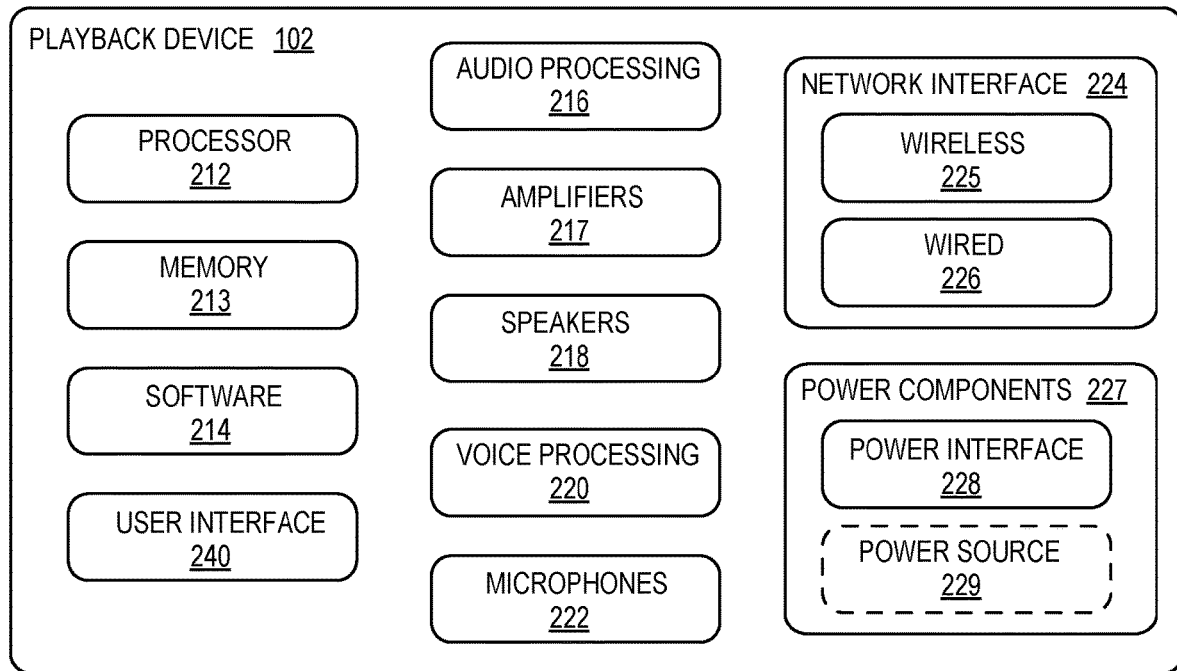 PLAYBACK DEVICE 102
PROCESSOR
212
MEMORY
213
SOFTWARE
214
USER INTERFACE
240
AUDIO PROCESSING
216
AMPLIFIERS
217
SPEAKERS
218
VOICE PROCESSING
220
MICROPHONES
222
NETWORK INTERFACE 224
WIRELESS
225
WIRED
226
POWER COMPONENTS 227
POWER INTERFACE
228
POWER SOURCE
229